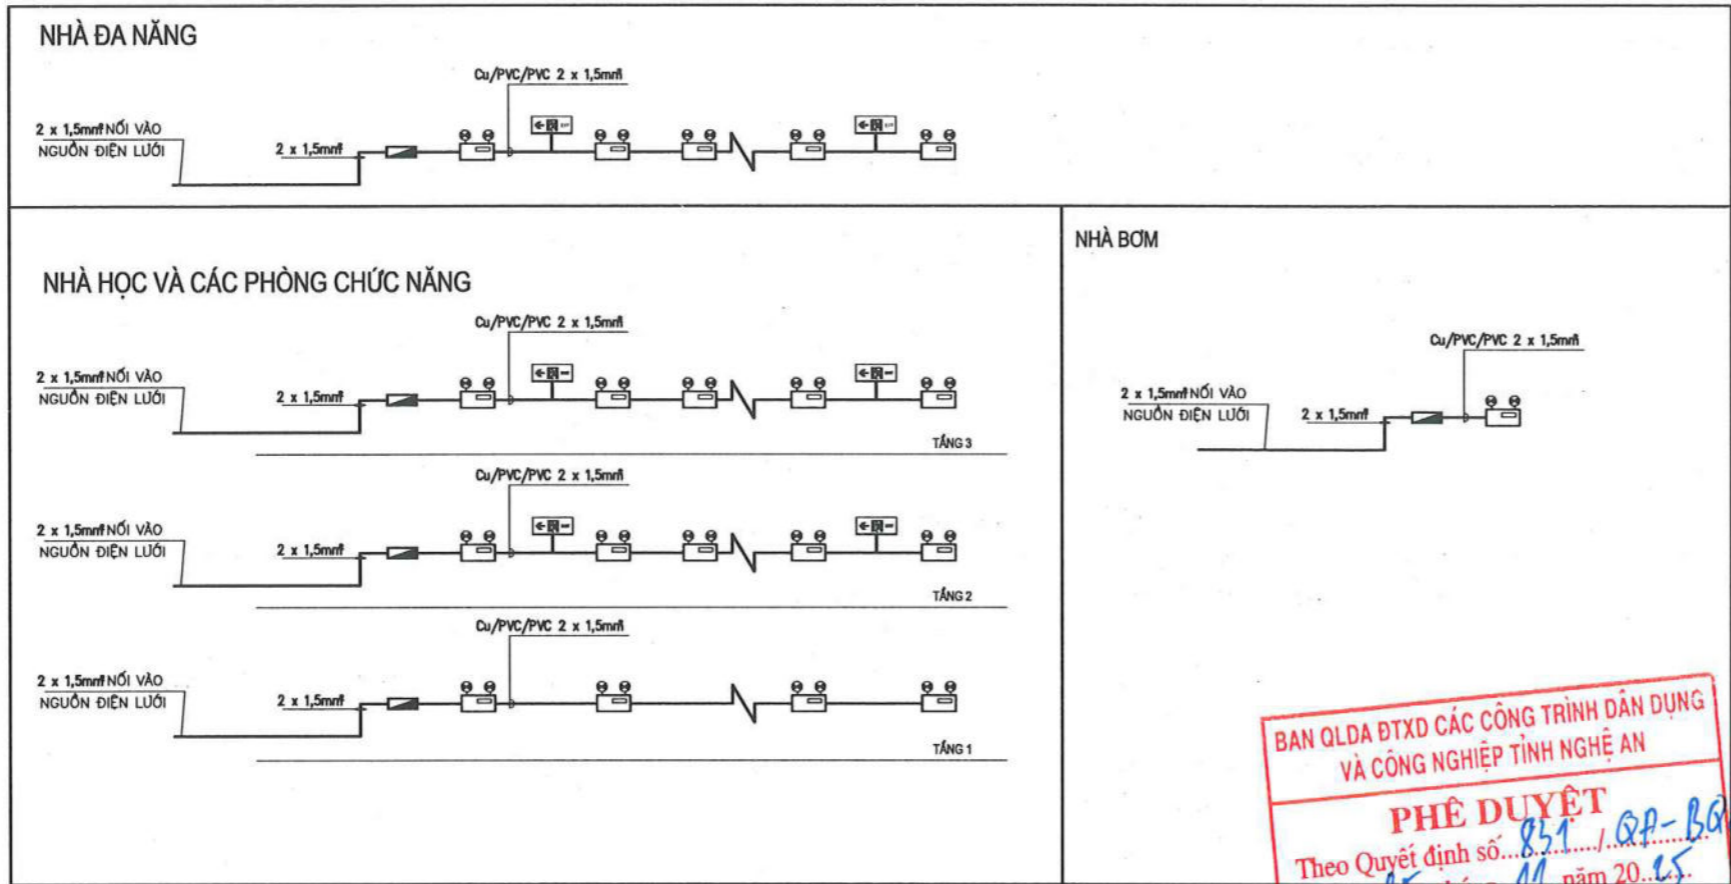 NHÀ ĐA NĂNG
Cu/PVC/PVC 2 x 1,5mm²
2 x 1,5mm² NỐI VÀO
NGUỒN ĐIỆN LƯỚI
2 x 1,5mm²
NHÀ HỌC VÀ CÁC PHÒNG CHỨC NĂNG
Cu/PVC/PVC 2 x 1,5mm²
2 x 1,5mm² NỐI VÀO
NGUỒN ĐIỆN LƯỚI
2 x 1,5mm²
TẦNG 3
Cu/PVC/PVC 2 x 1,5mm²
2 x 1,5mm² NỐI VÀO
NGUỒN ĐIỆN LƯỚI
2 x 1,5mm²
TẦNG 2
Cu/PVC/PVC 2 x 1,5mm²
2 x 1,5mm² NỐI VÀO
NGUỒN ĐIỆN LƯỚI
2 x 1,5mm²
TẦNG 1
NHÀ BƠM
Cu/PVC/PVC 2 x 1,5mm²
2 x 1,5mm² NỐI VÀO
NGUỒN ĐIỆN LƯỚI
2 x 1,5mm²
BAN QLDA ĐTXD CÁC CÔNG TRÌNH DÂN DỤNG
VÀ CÔNG NGHIỆP TỈNH NGHỆ AN
PHÊ DUYỆT
Theo Quyết định số 831 / QĐ-BQ
11 năm 2025